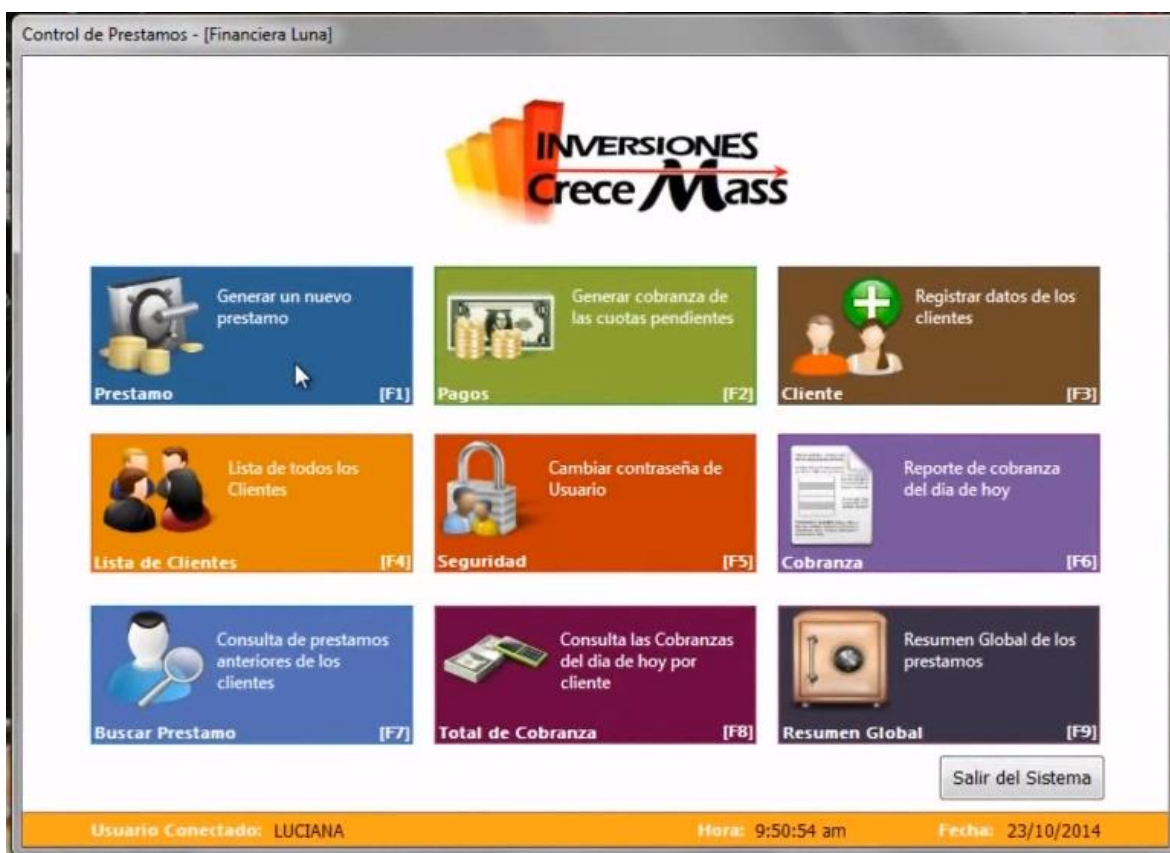 Control de Prestamos - [Financiera Luna]
INVERSIONES
Crece Mass
Generar un nuevo
prestamo
Prestamo [F1]
Generar cobranza de
las cuotas pendientes
Pagos [F2]
Registrar datos de los
clientes
Cliente [F3]
Lista de todos los
Clientes
Lista de Clientes [F4]
Cambiar contraseña de
Usuario
Seguridad [F5]
Reporte de cobranza
del dia de hoy
Cobranza [F6]
Consulta de prestamos
anteriores de los
clientes
Buscar Prestamo [F7]
Consulta las Cobranzas
del dia de hoy por
cliente
Total de Cobranza [F8]
Resumen Global de los
prestamos
Resumen Global [F9]
Salir del Sistema
Usuario Conectado: LUCIANA Hora: 9:50:54 am Fecha: 23/10/2014